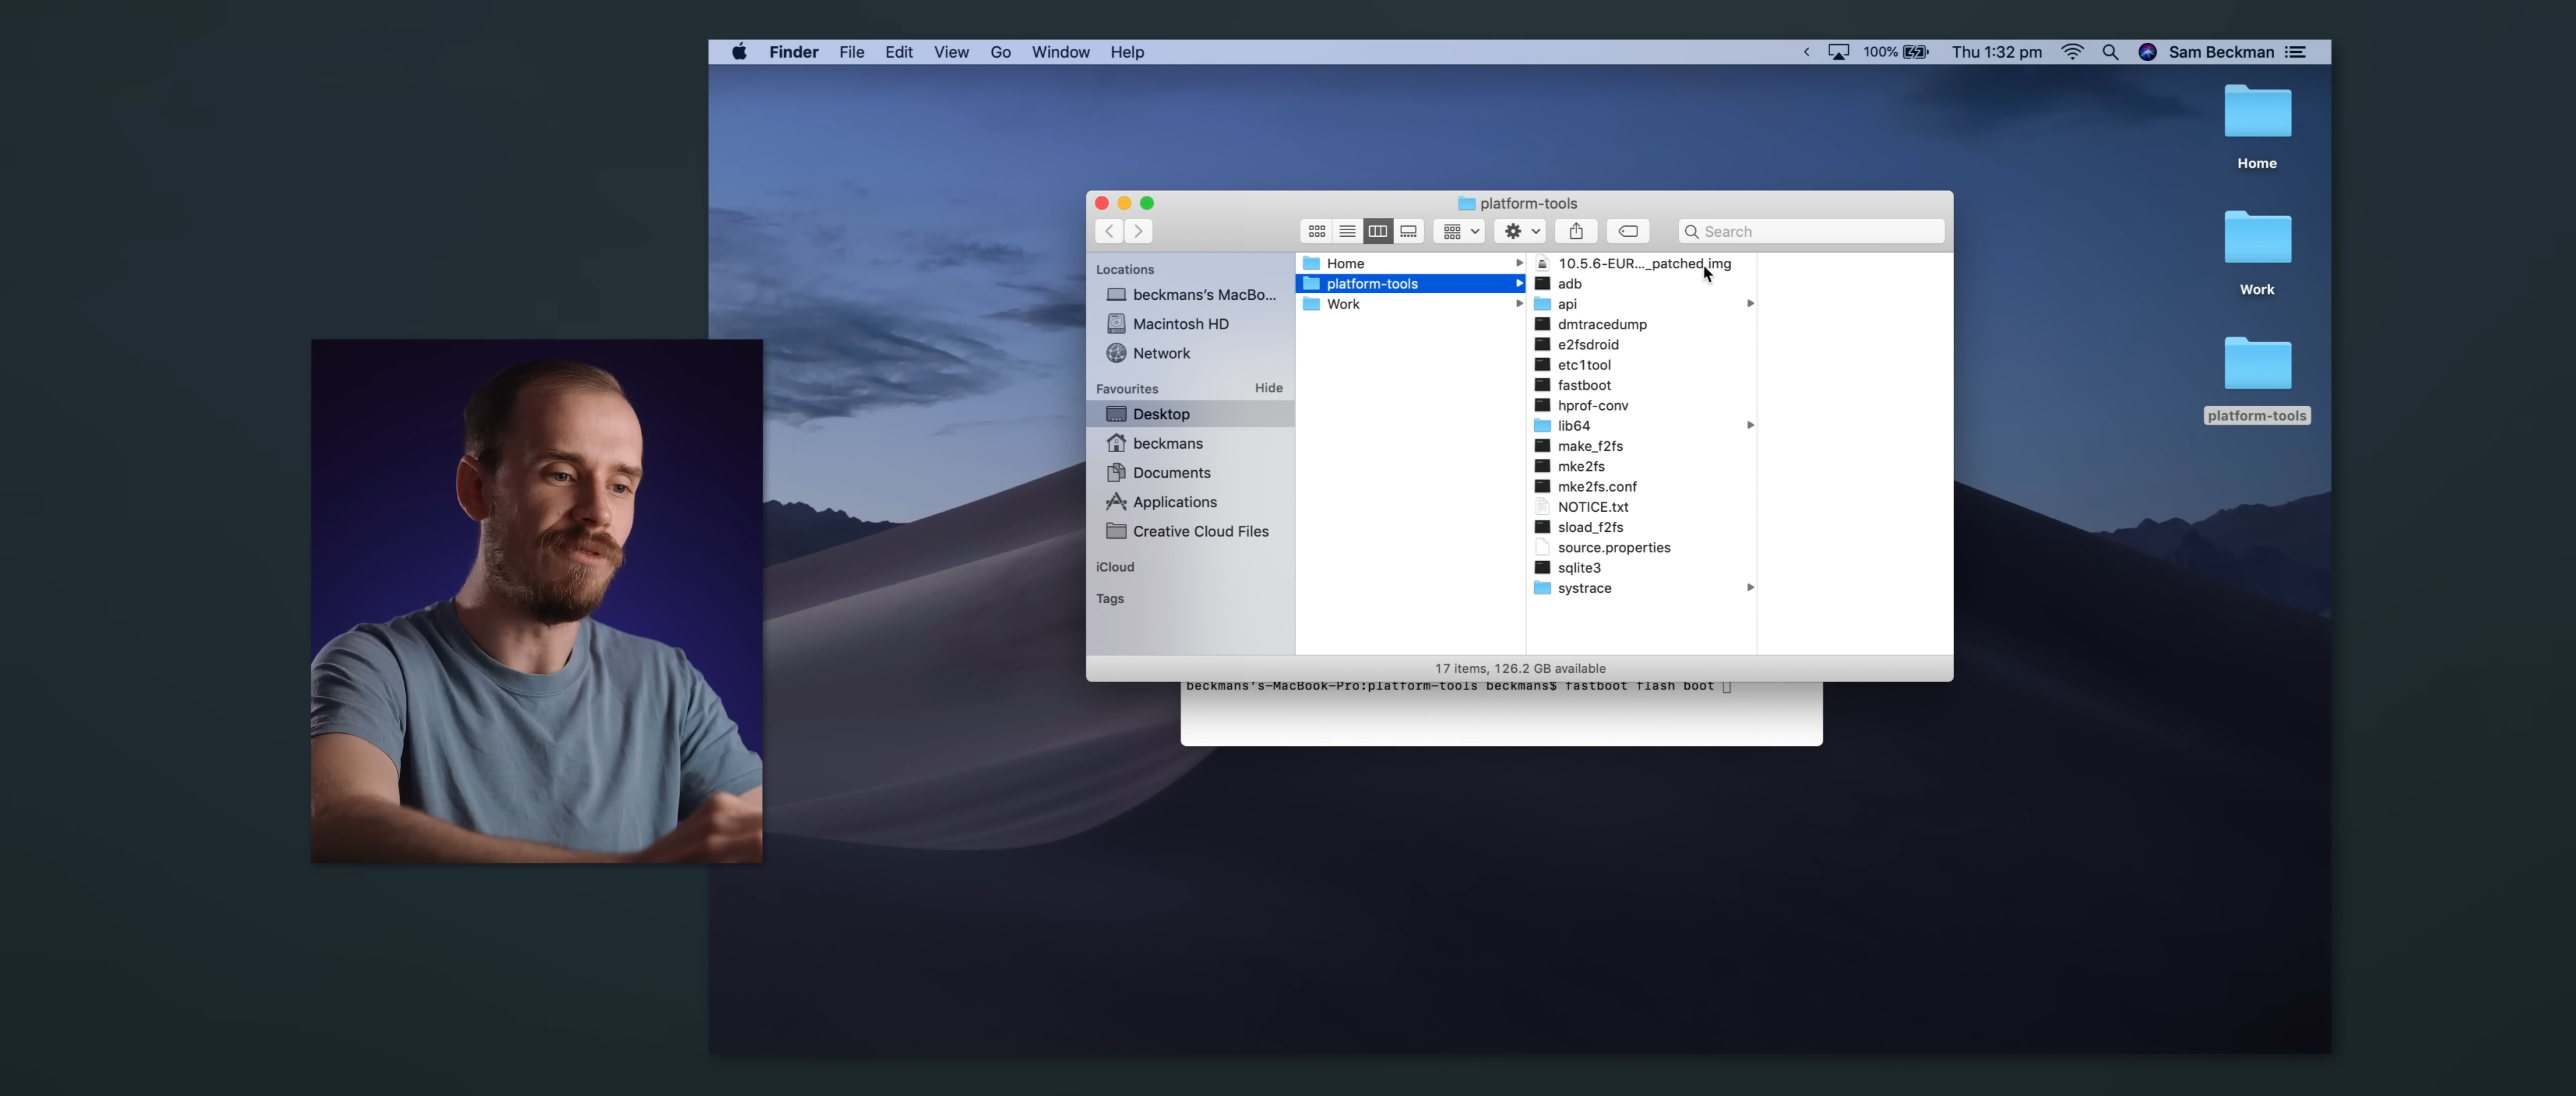 Finder File Edit View Go Window Help
100% Thu 1:32 pm Sam Beckman
Home
Work
platform-tools
platform-tools
Search
Locations
beckmans's MacBo...
Macintosh HD
Network
Favourites Hide
Desktop
beckmans
Documents
Applications
Creative Cloud Files
iCloud
Tags
Home
platform-tools
Work
10.5.6-EUR..._patched.img
adb
api
dmtracedump
e2fsdroid
etc1tool
fastboot
hprof-conv
lib64
make_f2fs
mke2fs
mke2fs.conf
NOTICE.txt
sload_f2fs
source.properties
sqlite3
systrace
17 items, 126.2 GB available
beckmans's-MacBook-Pro:platform-tools beckmans$ fastboot flash boot